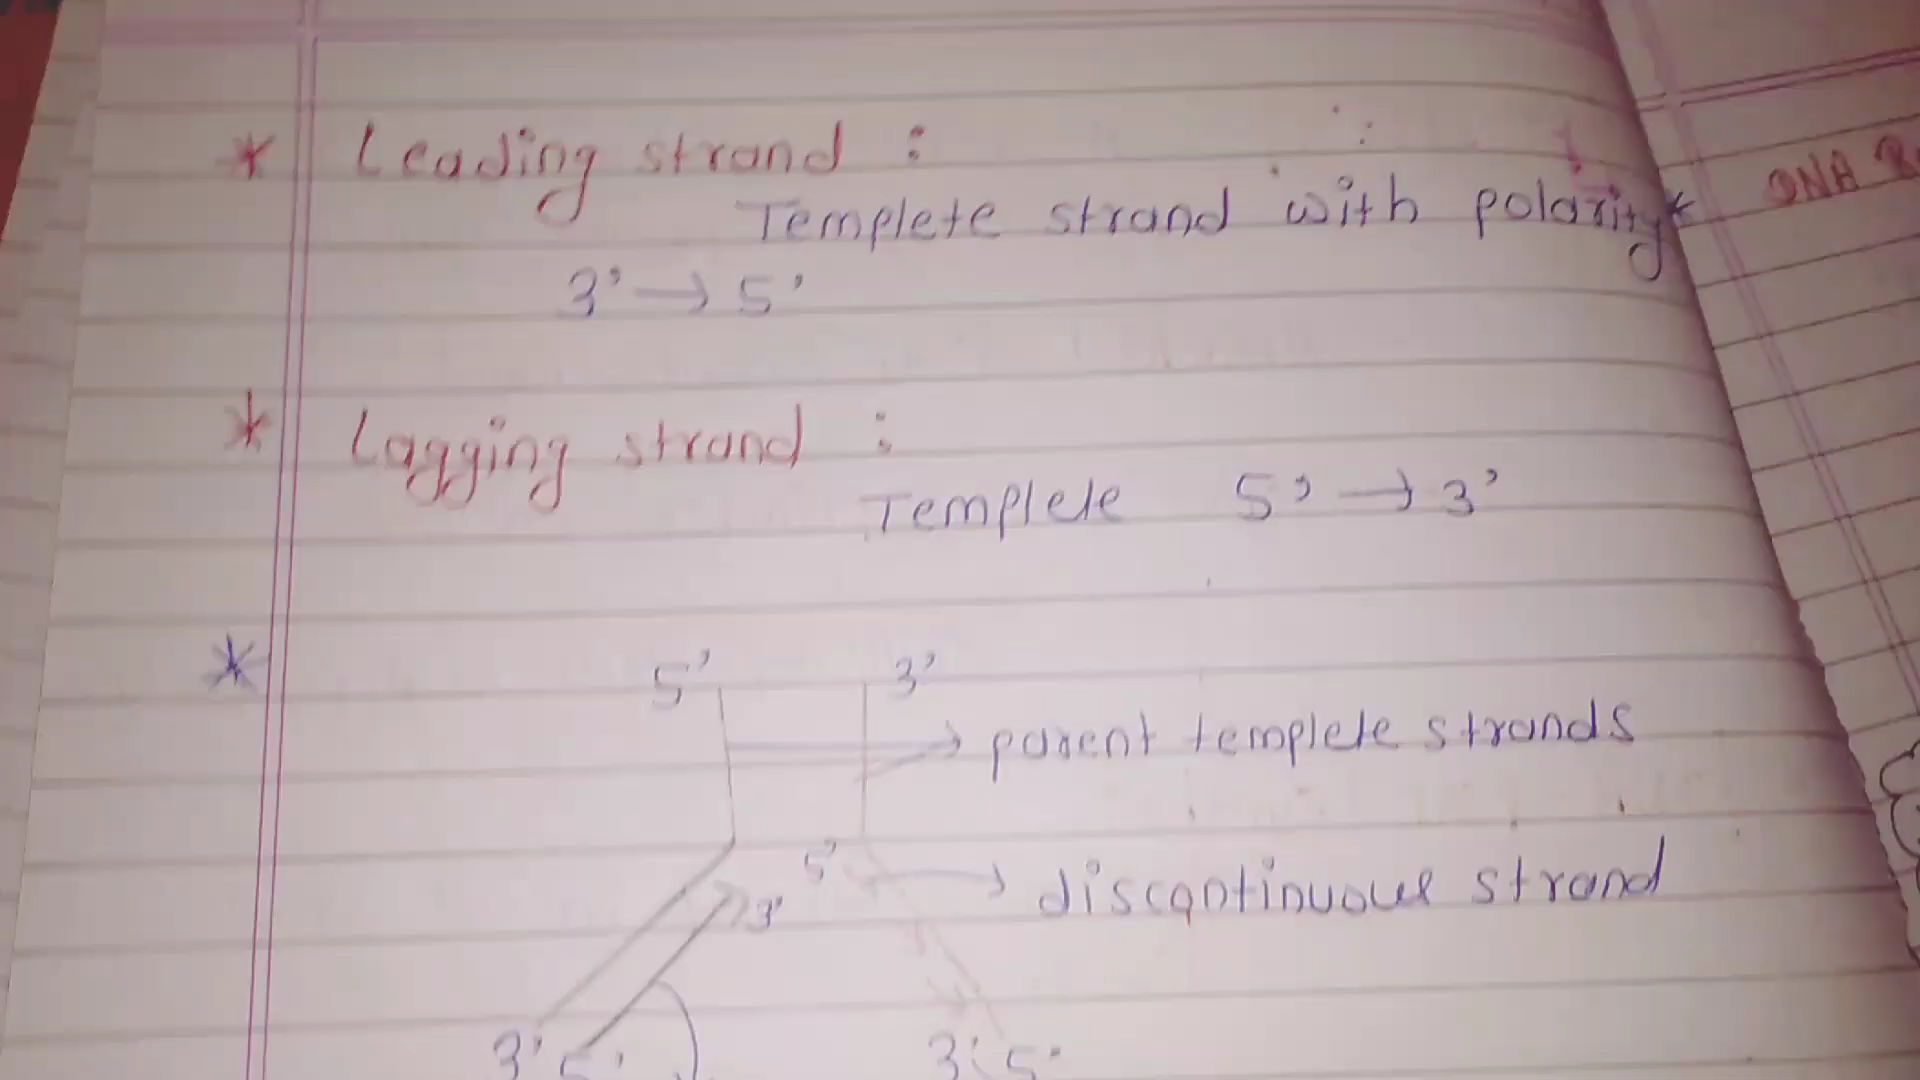 * Leading strand :
Templete strand with polarity
3' → 5'
* Lagging strand :
Templete 5' → 3'
* 5' 3'
→ parent templete strands
5' → discontinuous strand
3'
3' 5' 3' 5'
* DNA